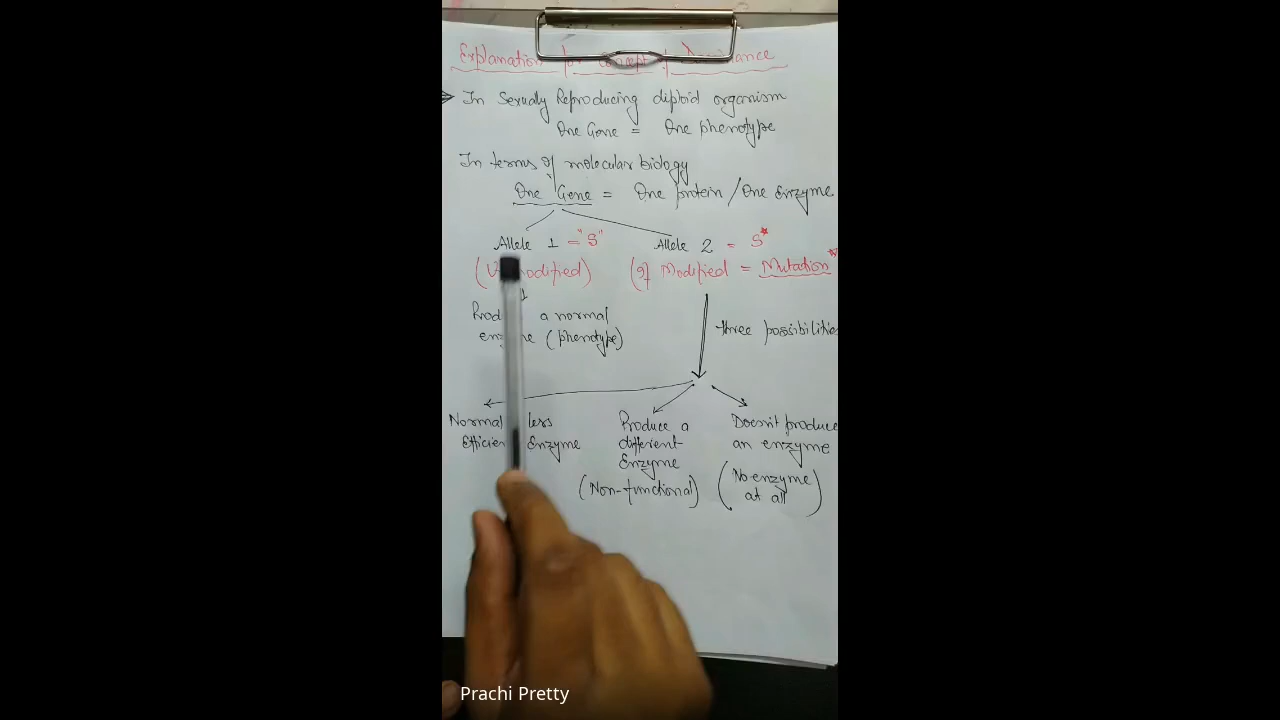 Explanation for concept of Dominance
In Sexually Reproducing diploid organism
One Gene = One phenotype
In terms of molecular biology
One Gene = One protein / One Enzyme
Allele 1 = "S" Allele 2 = S*
(If Modified = Mutation*
a normal
(phenotype)
three possibilities
Normal less
Enzyme
Produce a
different
Enzyme
(Non-functional)
Doesn't produce
an enzyme
(No enzyme
at all)
Prachi Pretty